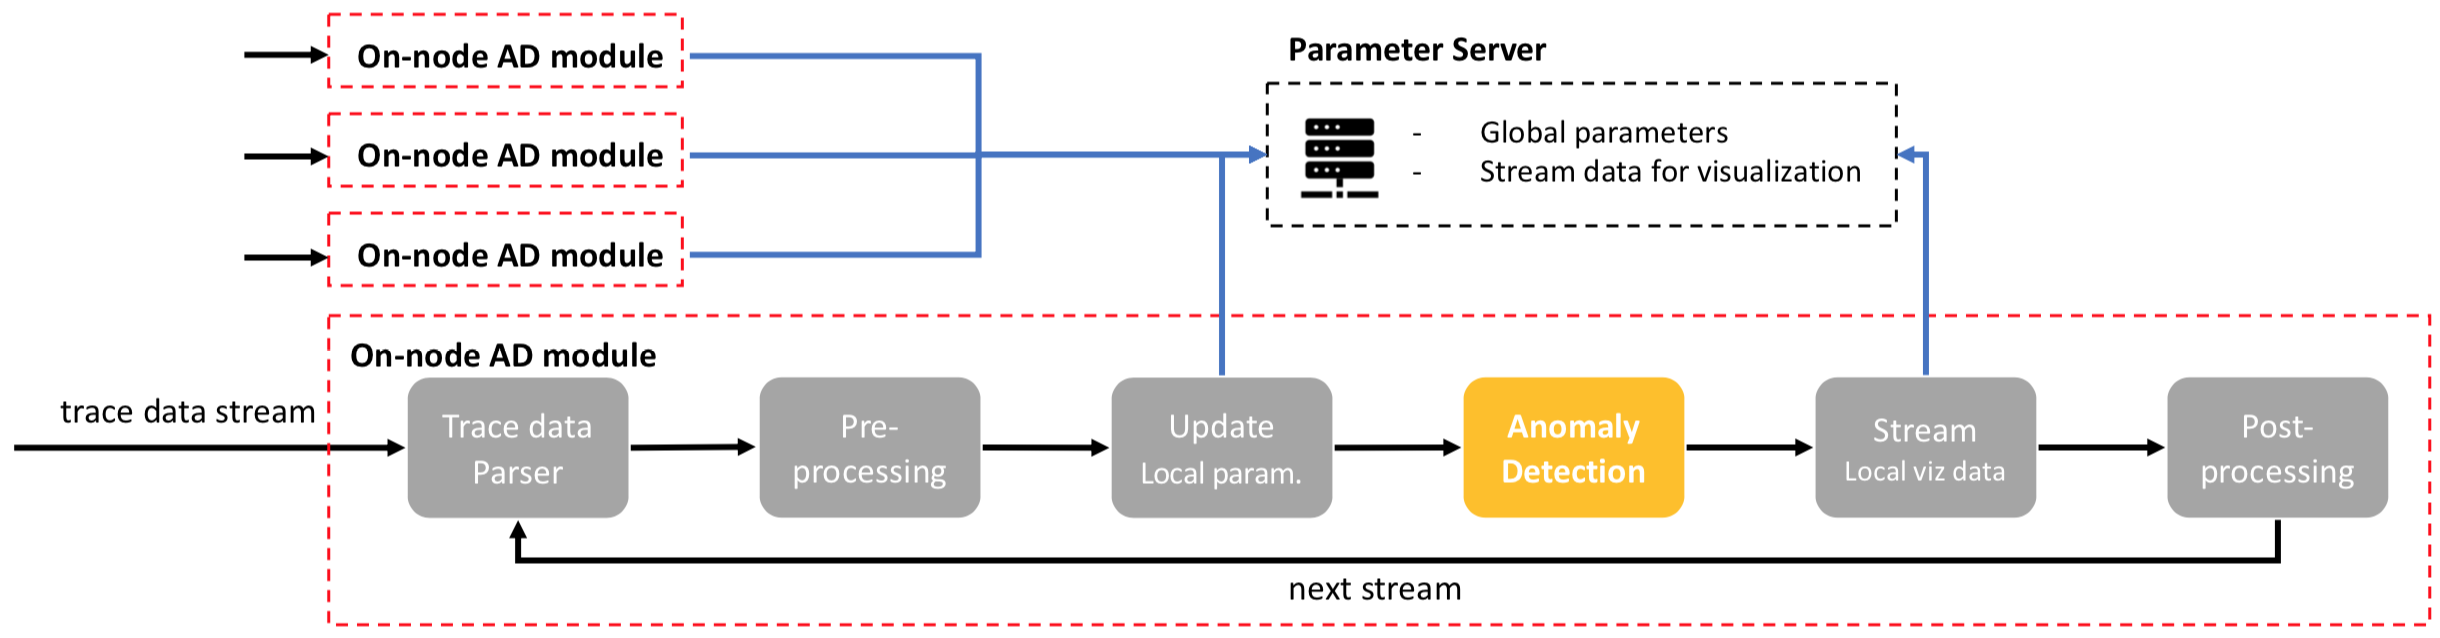 On-node AD module
On-node AD module
On-node AD module
Parameter Server
- Global parameters
- Stream data for visualization
On-node AD module
trace data stream
Trace data
Parser
Pre-
processing
Update
Local param.
Anomaly
Detection
Stream
Local viz data
Post-
processing
next stream